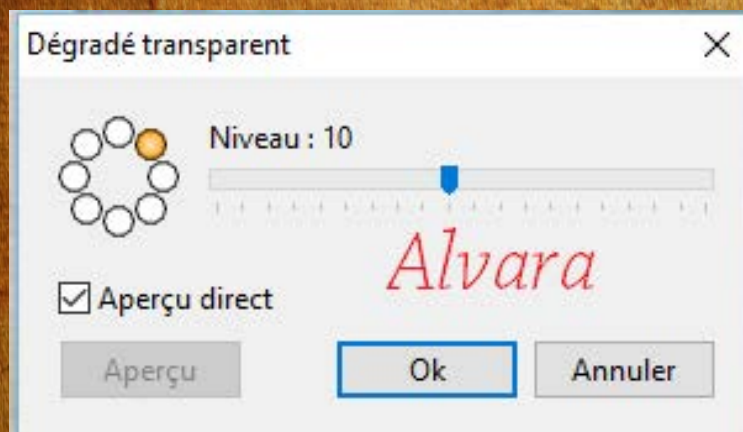 Dégradé transparent
Niveau : 10
Alvara
Aperçu direct
Aperçu
Ok
Annuler